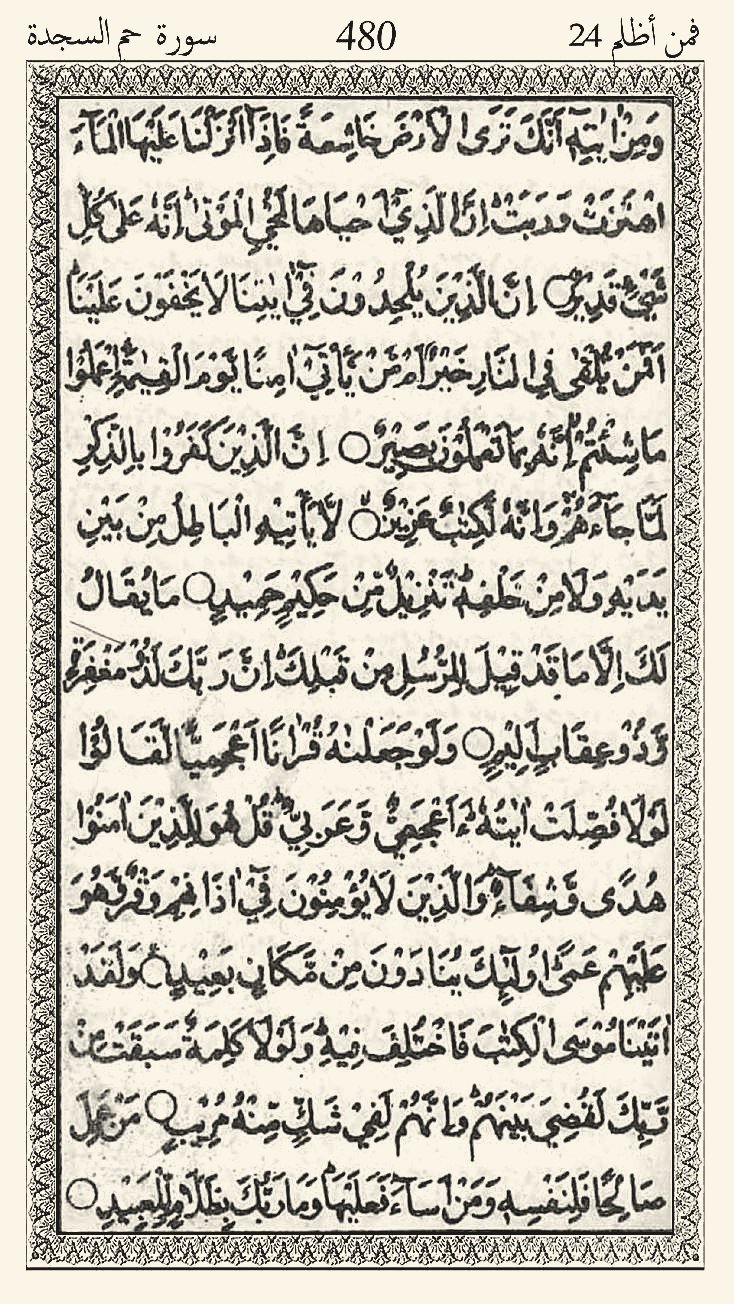 فمن أظلم 24 480 سورة حم السجدة
وَمِنْ اٰيٰتِهٖٓ اَنَّكَ تَرَى الْاَرْضَ خَاشِعَةً فَاِذَآ اَنْزَلْنَا عَلَيْهَا الْمَآءَ
اهْتَزَّتْ وَرَبَتْ ؕ اِنَّ الَّذِيْٓ اَحْيَاهَا لَمُحْيِ الْمَوْتٰى ؕ اِنَّهٗ عَلٰى كُلِّ
شَيْءٍ قَدِيْرٌ ○ اِنَّ الَّذِيْنَ يُلْحِدُوْنَ فِيْٓ اٰيٰتِنَا لَا يَخْفَوْنَ عَلَيْنَا ؕ
اَفَمَنْ يُّلْقٰى فِي النَّارِ خَيْرٌ اَمْ مَّنْ يَّاْتِيْٓ اٰمِنًا يَّوْمَ الْقِيٰمَةِ ؕ اِعْمَلُوْا
مَا شِئْتُمْ ۙ اِنَّهٗ بِمَا تَعْمَلُوْنَ بَصِيْرٌ ○ اِنَّ الَّذِيْنَ كَفَرُوْا بِالذِّكْرِ
لَمَّا جَآءَهُمْ ۚ وَاِنَّهٗ لَكِتٰبٌ عَزِيْزٌ ○ لَّا يَاْتِيْهِ الْبَاطِلُ مِنْ بَيْنِ
يَدَيْهِ وَلَا مِنْ خَلْفِهٖ ؕ تَنْزِيْلٌ مِّنْ حَكِيْمٍ حَمِيْدٍ ○ مَا يُقَالُ
لَكَ اِلَّا مَا قَدْ قِيْلَ لِلرُّسُلِ مِنْ قَبْلِكَ ؕ اِنَّ رَبَّكَ لَذُوْ مَغْفِرَةٍ
وَّذُوْ عِقَابٍ اَلِيْمٍ ○ وَلَوْ جَعَلْنٰهُ قُرْاٰنًا اَعْجَمِيًّا لَّقَالُوْا
لَوْلَا فُصِّلَتْ اٰيٰتُهٗ ؕ ءَاَعْجَمِيٌّ وَّعَرَبِيٌّ ؕ قُلْ هُوَ لِلَّذِيْنَ اٰمَنُوْا
هُدًى وَّشِفَآءٌ ؕ وَالَّذِيْنَ لَا يُؤْمِنُوْنَ فِيْٓ اٰذَانِهِمْ وَقْرٌ وَّهُوَ
عَلَيْهِمْ عَمًى ؕ اُولٰٓئِكَ يُنَادَوْنَ مِنْ مَّكَانٍ بَعِيْدٍ ○ وَلَقَدْ
اٰتَيْنَا مُوْسَى الْكِتٰبَ فَاخْتُلِفَ فِيْهِ ؕ وَلَوْلَا كَلِمَةٌ سَبَقَتْ مِنْ
رَّبِّكَ لَقُضِيَ بَيْنَهُمْ ؕ وَاِنَّهُمْ لَفِيْ شَكٍّ مِّنْهُ مُرِيْبٍ ○ مَنْ عَمِلَ
صَالِحًا فَلِنَفْسِهٖ وَمَنْ اَسَآءَ فَعَلَيْهَا ؕ وَمَا رَبُّكَ بِظَلَّامٍ لِّلْعَبِيْدِ ○